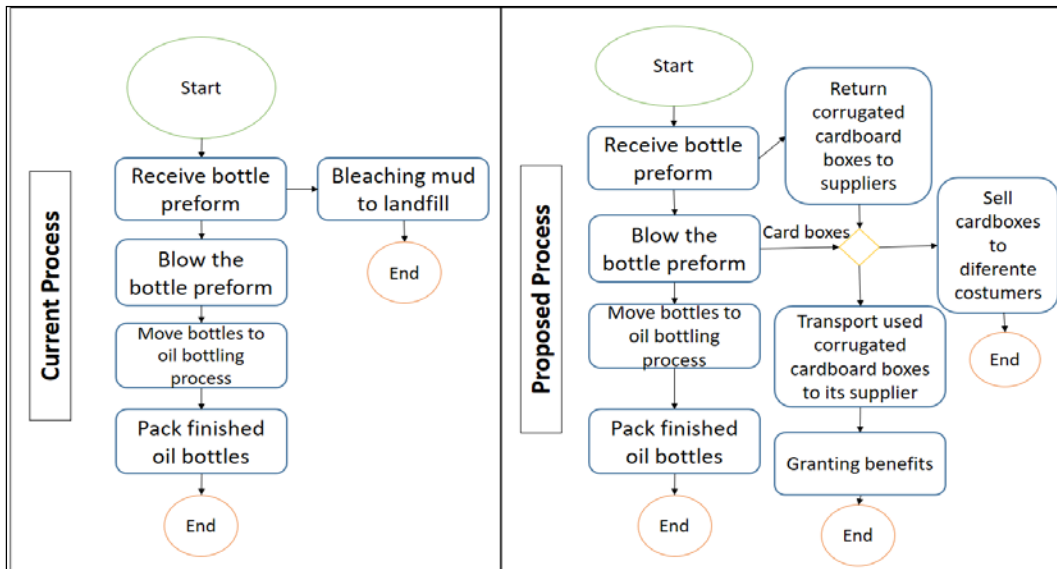 Current Process
Start
Receive bottle
preform
Bleaching mud
to landfill
End
Blow the
bottle preform
Move bottles to
oil bottling
process
Pack finished
oil bottles
End
Proposed Process
Start
Receive bottle
preform
Return
corrugated
cardboard
boxes to
suppliers
Blow the
bottle preform
Card boxes
Sell
cardboxes
to
diferente
costumers
End
Move bottles to
oil bottling
process
Transport used
corrugated
cardboard boxes
to its supplier
Pack finished
oil bottles
Granting benefits
End
End